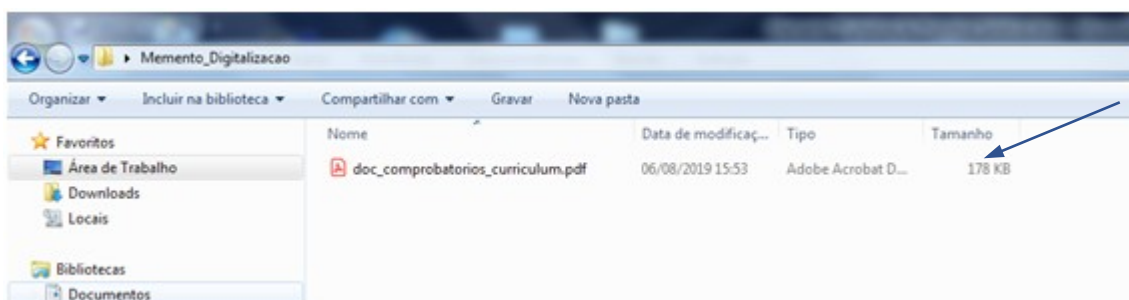 Memento_Digitalizacao
Organizar Incluir na biblioteca Compartilhar com Gravar Nova pasta
Favoritos
Área de Trabalho
Downloads
Locais
Bibliotecas
Documentos
Nome Data de modificaç... Tipo Tamanho
doc_comprobatorios_curriculum.pdf 06/08/2019 15:53 Adobe Acrobat D... 178 KB